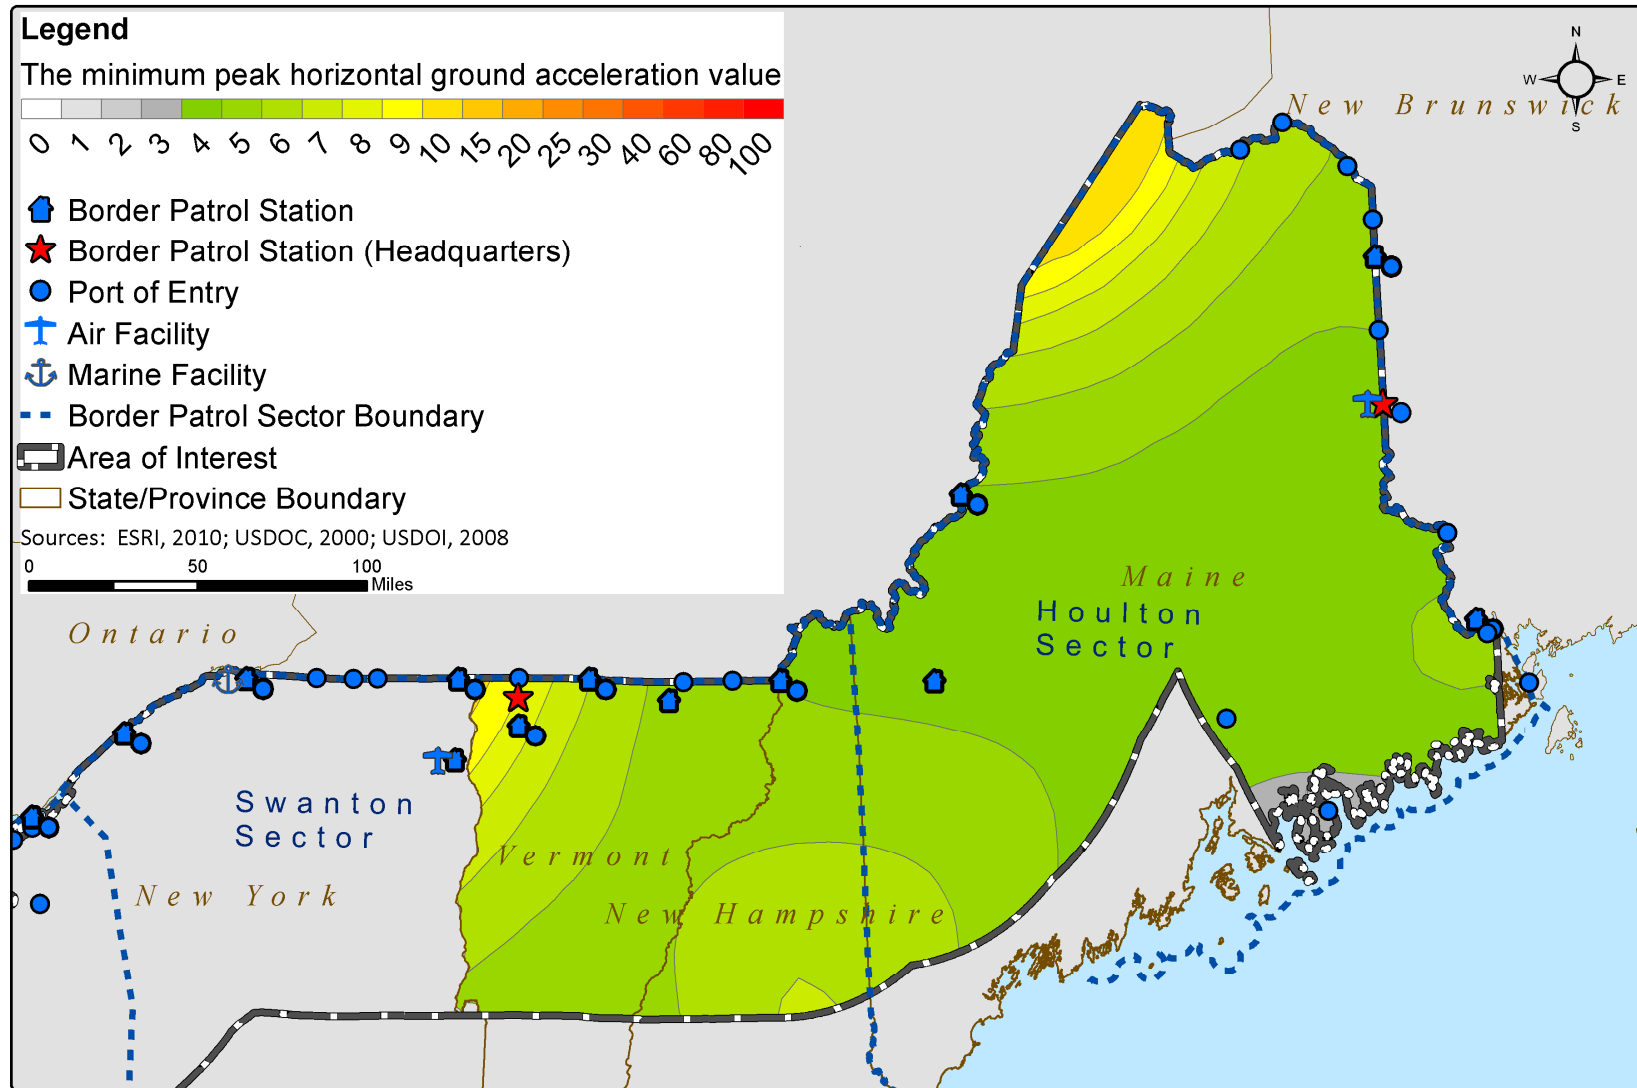 Legend
The minimum peak horizontal ground acceleration value
0 1 2 3 4 5 6 7 8 9 10 15 20 25 30 40 60 80 100
Border Patrol Station
Border Patrol Station (Headquarters)
Port of Entry
Air Facility
Marine Facility
Border Patrol Sector Boundary
Area of Interest
State/Province Boundary
Sources: ESRI, 2010; USDOC, 2000; USDOI, 2008
0 50 100
Miles
N
W E
S
New Brunswick
Maine
Houlton
Sector
Ontario
Swanton
Sector
Vermont
New York
New Hampshire